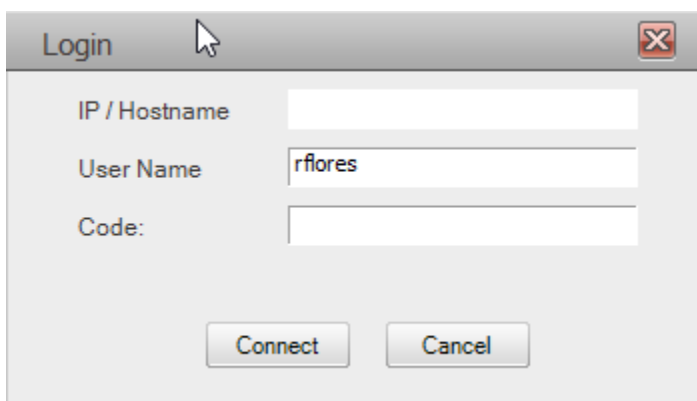 Login
IP / Hostname
User Name rflores
Code:
Connect Cancel